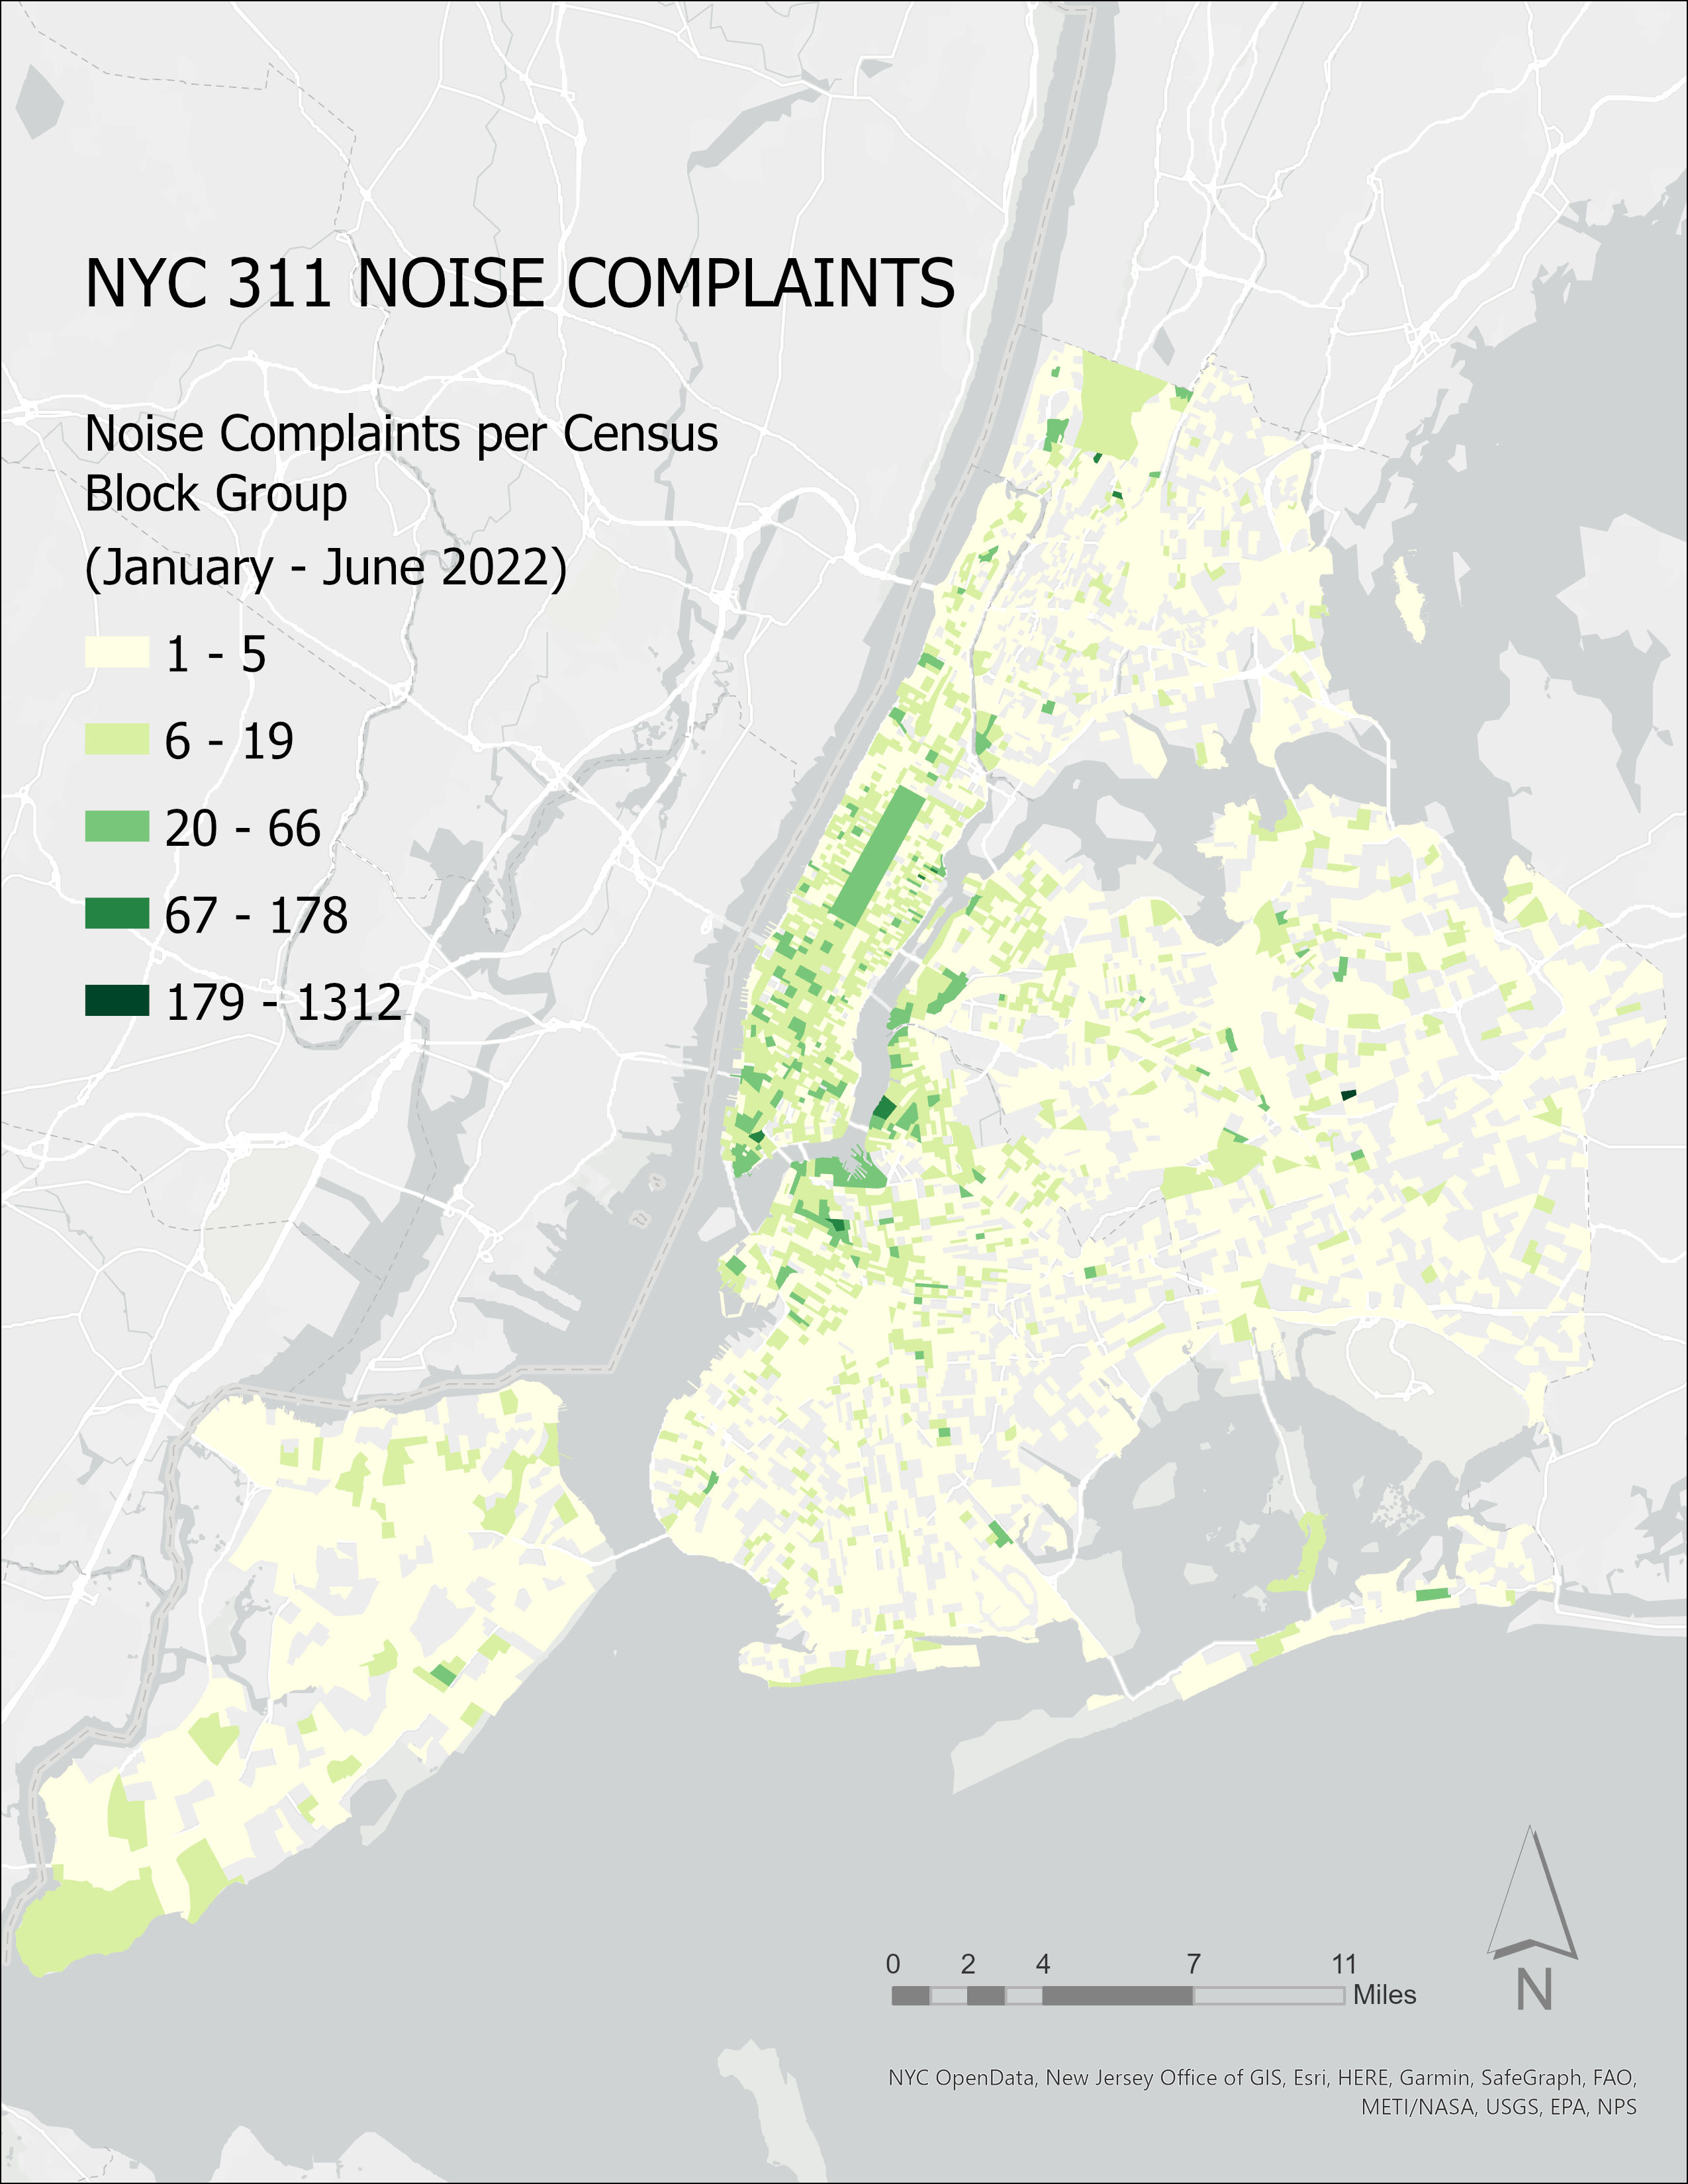 NYC 311 NOISE COMPLAINTS
Noise Complaints per Census
Block Group
(January - June 2022)
1 - 5
6 - 19
20 - 66
67 - 178
179 - 1312
0 2 4 7 11
Miles
N
NYC OpenData, New Jersey Office of GIS, Esri, HERE, Garmin, SafeGraph, FAO,
METI/NASA, USGS, EPA, NPS